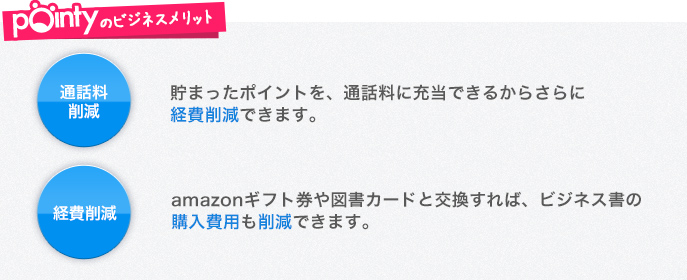 pointyのビジネスメリット
通話料
削減
貯まったポイントを、通話料に充当できるからさらに
経費削減できます。
経費削減
amazonギフト券や図書カードと交換すれば、ビジネス書の
購入費用も削減できます。